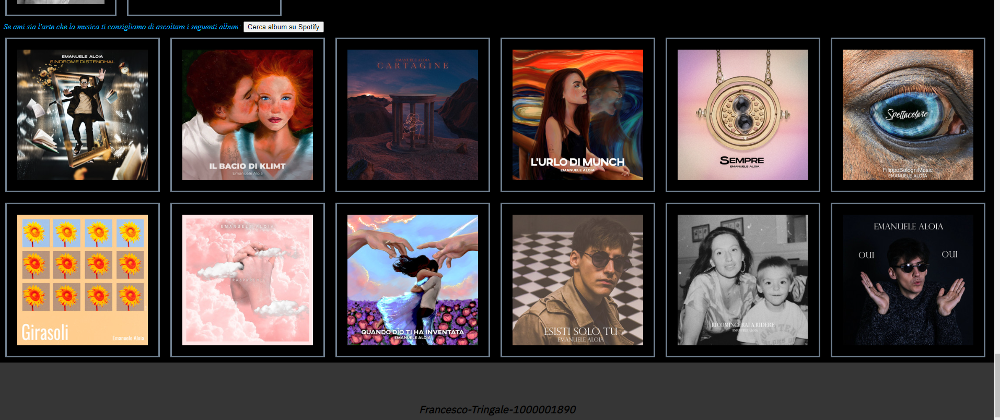 Se ami sia l'arte che la musica ti consigliamo di ascoltare i seguenti album: Cerca album su Spotify
EMANUELE ALOIA
SINDROME DI STENDHAL
IL BACIO DI KLIMT
Emanuele Aloia
EMANUELE ALOIA
CARTAGINE
L'URLO DI MUNCH
EMANUELE ALOIA
SEMPRE
EMANUELE ALOIA
Spettacolare
FilippoBologniMusic
EMANUELE ALOIA
Girasoli
Emanuele Aloia
EMANUELE ALOIA
TRASPARENZE
QUANDO DIO TI HA INVENTATA
EMANUELE ALOIA
ESISTI SOLO TU
EMANUELE ALOIA
RICOMINCERAI A RIDERE
EMANUELE ALOIA
EMANUELE ALOIA
OUI OUI
Francesco-Tringale-1000001890